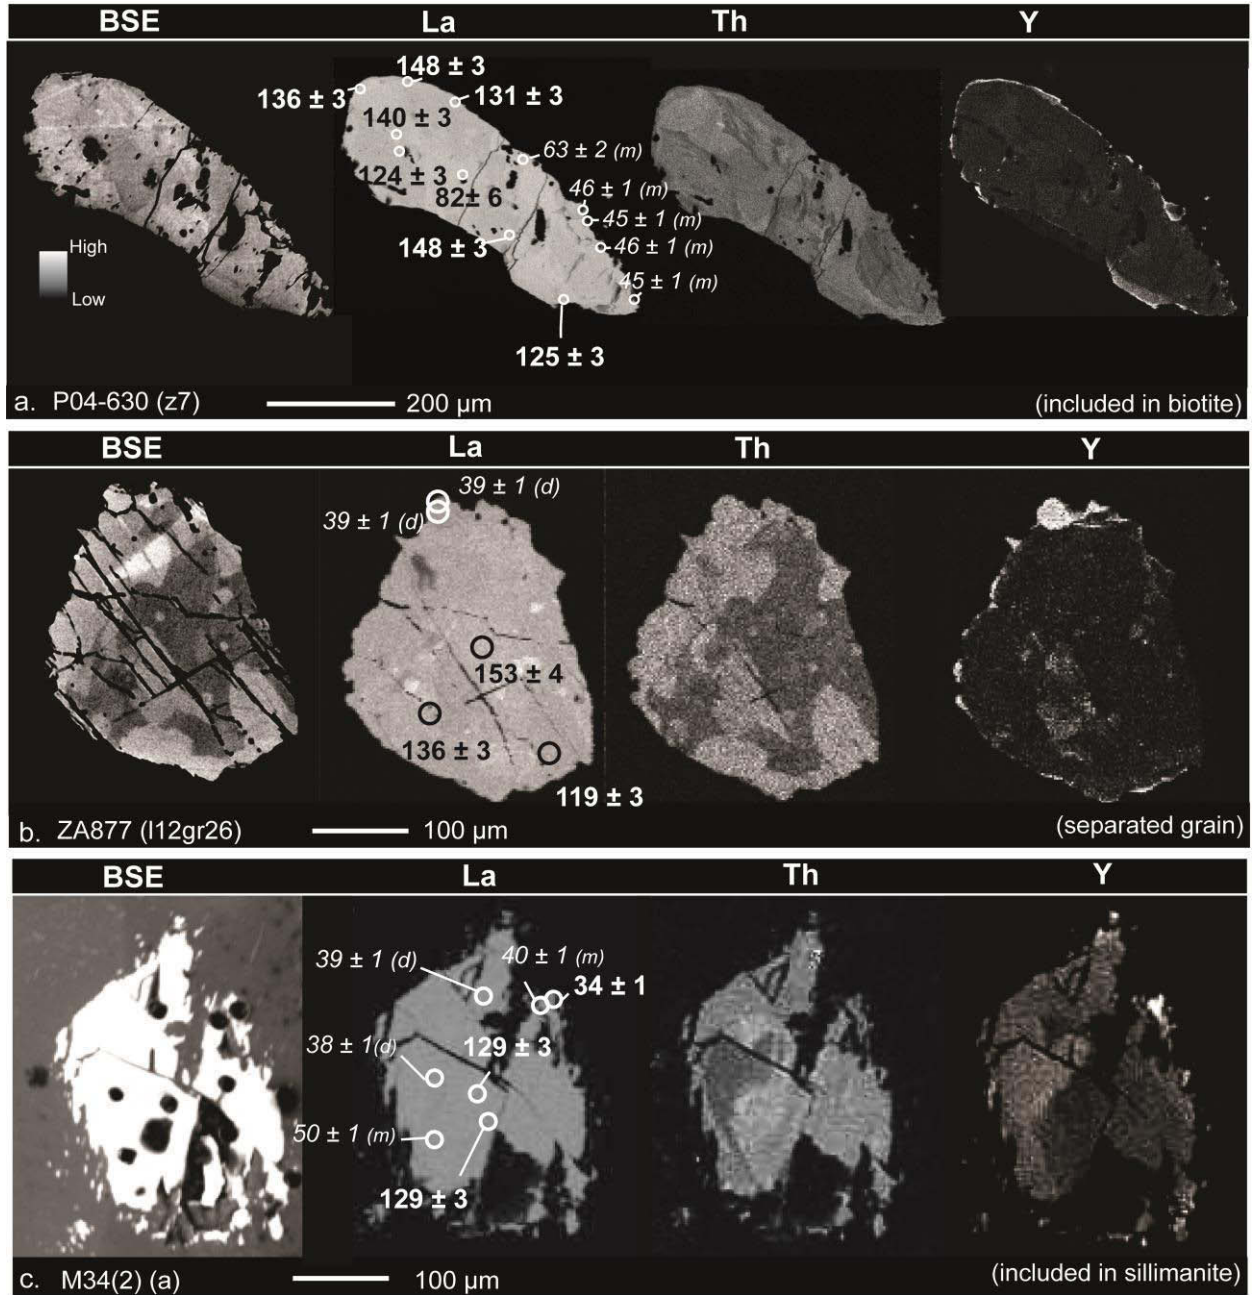 BSE La Th Y
148 ± 3
136 ± 3
131 ± 3
140 ± 3
63 ± 2 (m)
124 ± 3
82± 6
46 ± 1 (m)
45 ± 1 (m)
148 ± 3
46 ± 1 (m)
High
45 ± 1 (m)
Low
125 ± 3
a. P04-630 (z7) 200 µm (included in biotite)
BSE La Th Y
39 ± 1 (d)
39 ± 1 (d)
153 ± 4
136 ± 3
119 ± 3
b. ZA877 (l12gr26) 100 µm (separated grain)
BSE La Th Y
39 ± 1 (d)
40 ± 1 (m)
34 ± 1
38 ± 1(d)
129 ± 3
50 ± 1 (m)
129 ± 3
c. M34(2) (a) 100 µm (included in sillimanite)